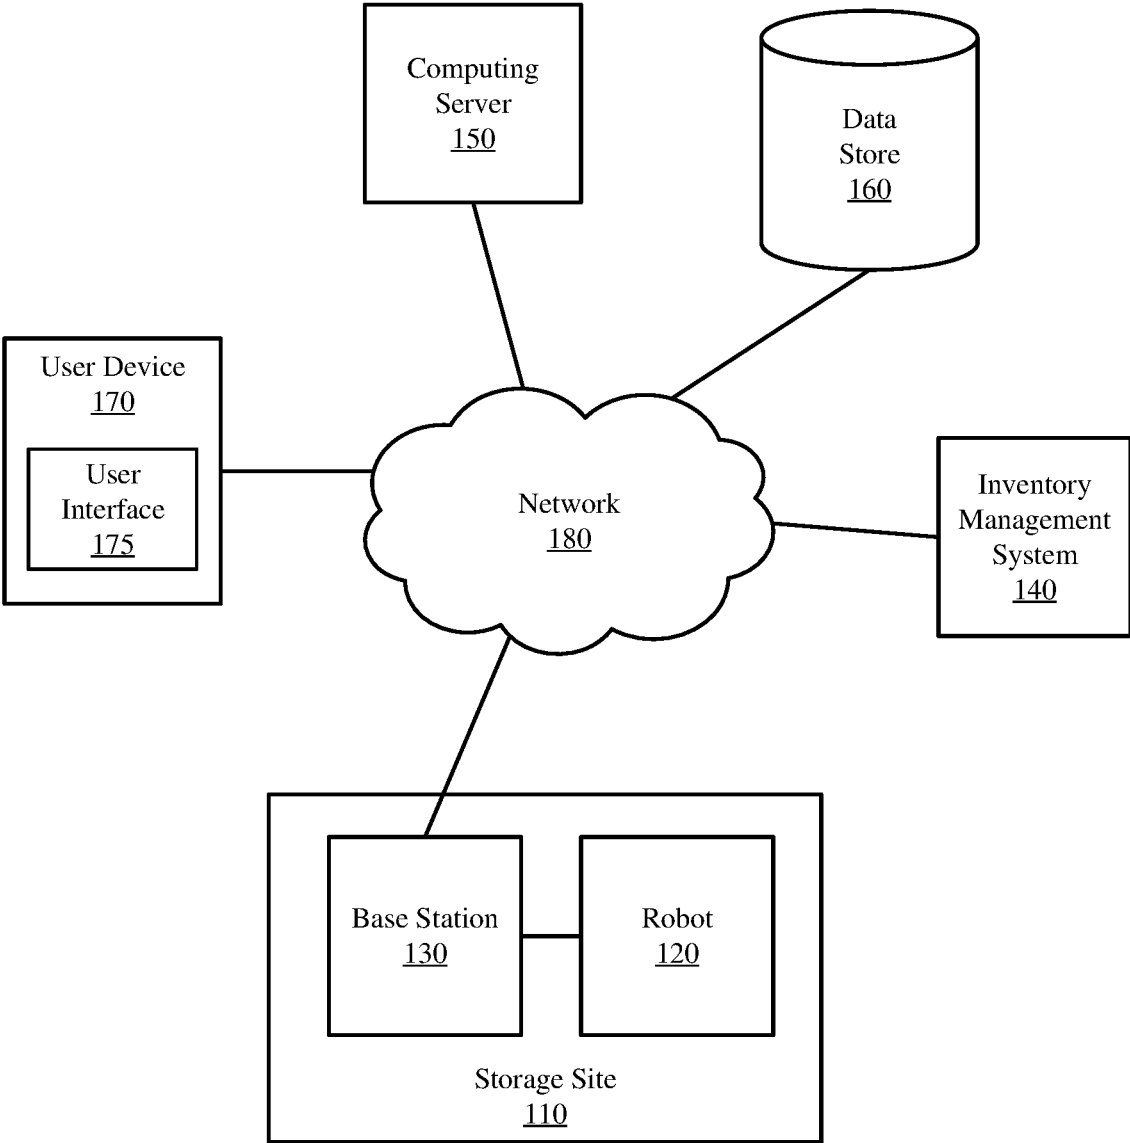 Computing
Server
150
Data
Store
160
User Device
170
User
Interface
175
Network
180
Inventory
Management
System
140
Base Station
130
Robot
120
Storage Site
110